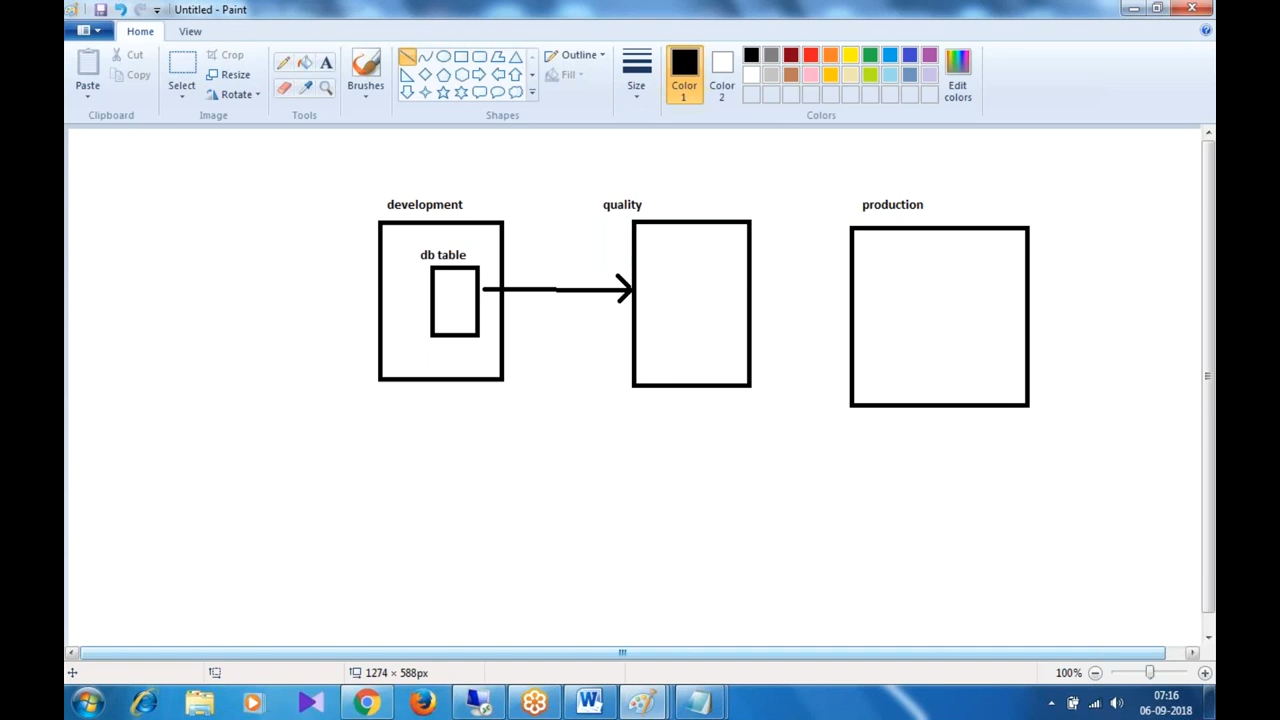 Untitled - Paint
Home
View
Paste
Cut
Copy
Clipboard
Select
Crop
Resize
Rotate
Image
A
Tools
Brushes
Shapes
Outline
Fill
Size
Color 1
Color 2
Edit colors
Colors
development
quality
production
db table
1274 × 588px
100%
07:16
06-09-2018